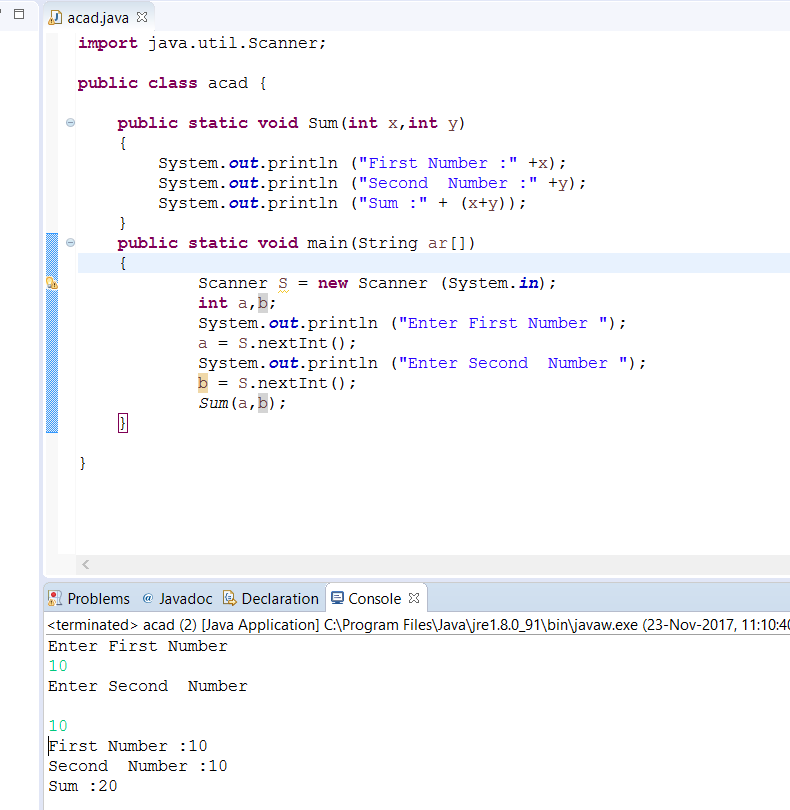 acad.java
import java.util.Scanner;
public class acad {
public static void Sum(int x,int y)
{
System.out.println ("First Number :" +x);
System.out.println ("Second  Number :" +y);
System.out.println ("Sum :" + (x+y));
}
public static void main(String ar[])
{
Scanner S = new Scanner (System.in);
int a,b;
System.out.println ("Enter First Number ");
a = S.nextInt();
System.out.println ("Enter Second  Number ");
b = S.nextInt();
Sum(a,b);
}
}
Problems @ Javadoc Declaration Console
<terminated> acad (2) [Java Application] C:\Program Files\Java\jre1.8.0_91\bin\javaw.exe (23-Nov-2017, 11:10:40
Enter First Number
10
Enter Second  Number
10
First Number :10
Second  Number :10
Sum :20